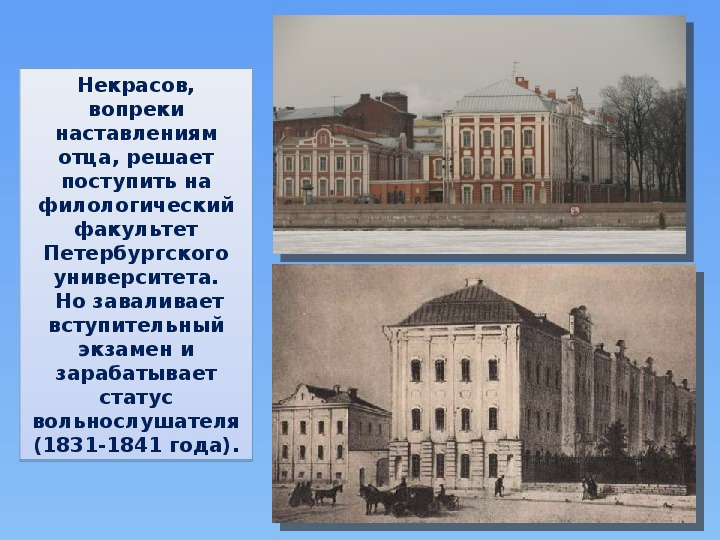 Некрасов,
вопреки
наставлениям
отца, решает
поступить на
филологический
факультет
Петербургского
университета.
Но заваливает
вступительный
экзамен и
зарабатывает
статус
вольнослушателя
(1831-1841 года).